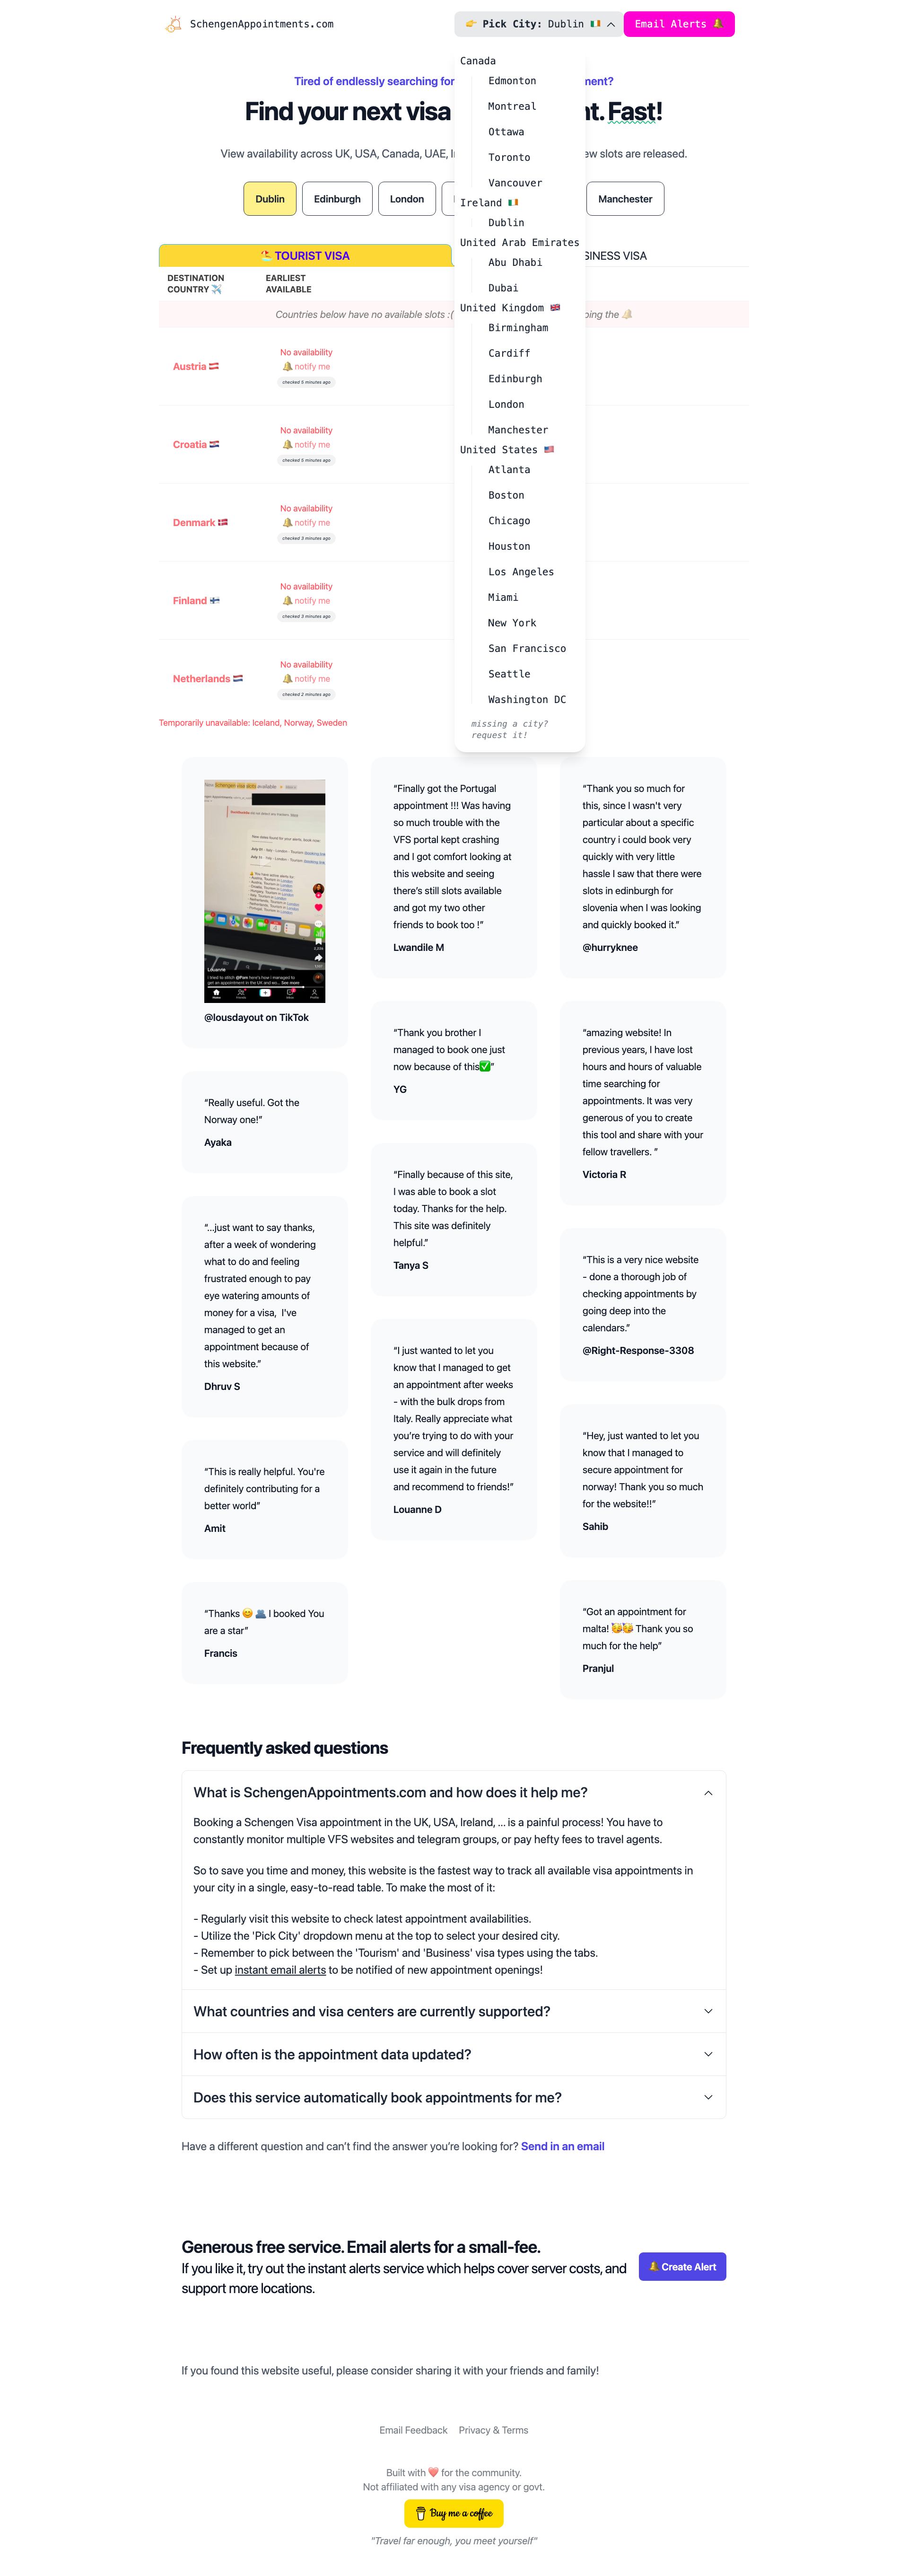 SchengenAppointments.com
👉 Pick City: Dublin 🇮🇪
Email Alerts 🔔
Canada
Edmonton
Montreal
Ottawa
Toronto
Vancouver
Ireland 🇮🇪
Dublin
United Arab Emirates
Abu Dhabi
Dubai
United Kingdom 🇬🇧
Birmingham
Cardiff
Edinburgh
London
Manchester
United States 🇺🇸
Atlanta
Boston
Chicago
Houston
Los Angeles
Miami
New York
San Francisco
Seattle
Washington DC
missing a city?
request it!
Tired of endlessly searching for
Find your next visa
Fast!
View availability across UK, USA, Canada, UAE,
slots are released.
Dublin
Edinburgh
London
Manchester
🏖️ TOURIST VISA
VISA
DESTINATION
COUNTRY ✈️
EARLIEST
AVAILABLE
Countries below have no available slots :(
the 🔔
Austria 🇦🇹
No availability
🔔 notify me
checked 5 minutes ago
Croatia 🇭🇷
No availability
🔔 notify me
checked 5 minutes ago
Denmark 🇩🇰
No availability
🔔 notify me
checked 3 minutes ago
Finland 🇫🇮
No availability
🔔 notify me
checked 3 minutes ago
Netherlands 🇳🇱
No availability
🔔 notify me
checked 2 minutes ago
Temporarily unavailable: Iceland, Norway, Sweden
@lousdayout on TikTok
“Really useful. Got the
Norway one!”
Ayaka
“...just want to say thanks,
after a week of wondering
what to do and feeling
frustrated enough to pay
eye watering amounts of
money for a visa, I've
managed to get an
appointment because of
this website.”
Dhruv S
“This is really helpful. You're
definitely contributing for a
better world”
Amit
“Thanks 😊 🫂 I booked You
are a star”
Francis
“Finally got the Portugal
appointment !!! Was having
so much trouble with the
VFS portal kept crashing
and I got comfort looking at
this website and seeing
there’s still slots available
and got my two other
friends to book too !”
Lwandile M
“Thank you brother I
managed to book one just
now because of this✅”
YG
“Finally because of this site,
I was able to book a slot
today. Thanks for the help.
This site was definitely
helpful.”
Tanya S
“I just wanted to let you
know that I managed to get
an appointment after weeks
- with the bulk drops from
Italy. Really appreciate what
you’re trying to do with your
service and will definitely
use it again in the future
and recommend to friends!”
Louanne D
“Thank you so much for
this, since I wasn't very
particular about a specific
country i could book very
quickly with very little
hassle I saw that there were
slots in edinburgh for
slovenia when I was looking
and quickly booked it.”
@hurryknee
“amazing website! In
previous years, I have lost
hours and hours of valuable
time searching for
appointments. It was very
generous of you to create
this tool and share with your
fellow travellers. ”
Victoria R
“This is a very nice website
- done a thorough job of
checking appointments by
going deep into the
calendars.”
@Right-Response-3308
“Hey, just wanted to let you
know that I managed to
secure appointment for
norway! Thank you so much
for the website!!”
Sahib
“Got an appointment for
malta! 🥳🥳 Thank you so
much for the help”
Pranjul
Frequently asked questions
What is SchengenAppointments.com and how does it help me?
Booking a Schengen Visa appointment in the UK, USA, Ireland, ... is a painful process! You have to
constantly monitor multiple VFS websites and telegram groups, or pay hefty fees to travel agents.
So to save you time and money, this website is the fastest way to track all available visa appointments in
your city in a single, easy-to-read table. To make the most of it:
- Regularly visit this website to check latest appointment availabilities.
- Utilize the 'Pick City' dropdown menu at the top to select your desired city.
- Remember to pick between the 'Tourism' and 'Business' visa types using the tabs.
- Set up instant email alerts to be notified of new appointment openings!
What countries and visa centers are currently supported?
How often is the appointment data updated?
Does this service automatically book appointments for me?
Have a different question and can’t find the answer you’re looking for? Send in an email
Generous free service. Email alerts for a small-fee.
If you like it, try out the instant alerts service which helps cover server costs, and
support more locations.
🔔 Create Alert
If you found this website useful, please consider sharing it with your friends and family!
Email Feedback
Privacy & Terms
Built with ❤️ for the community.
Not affiliated with any visa agency or govt.
Buy me a coffee
"Travel far enough, you meet yourself"